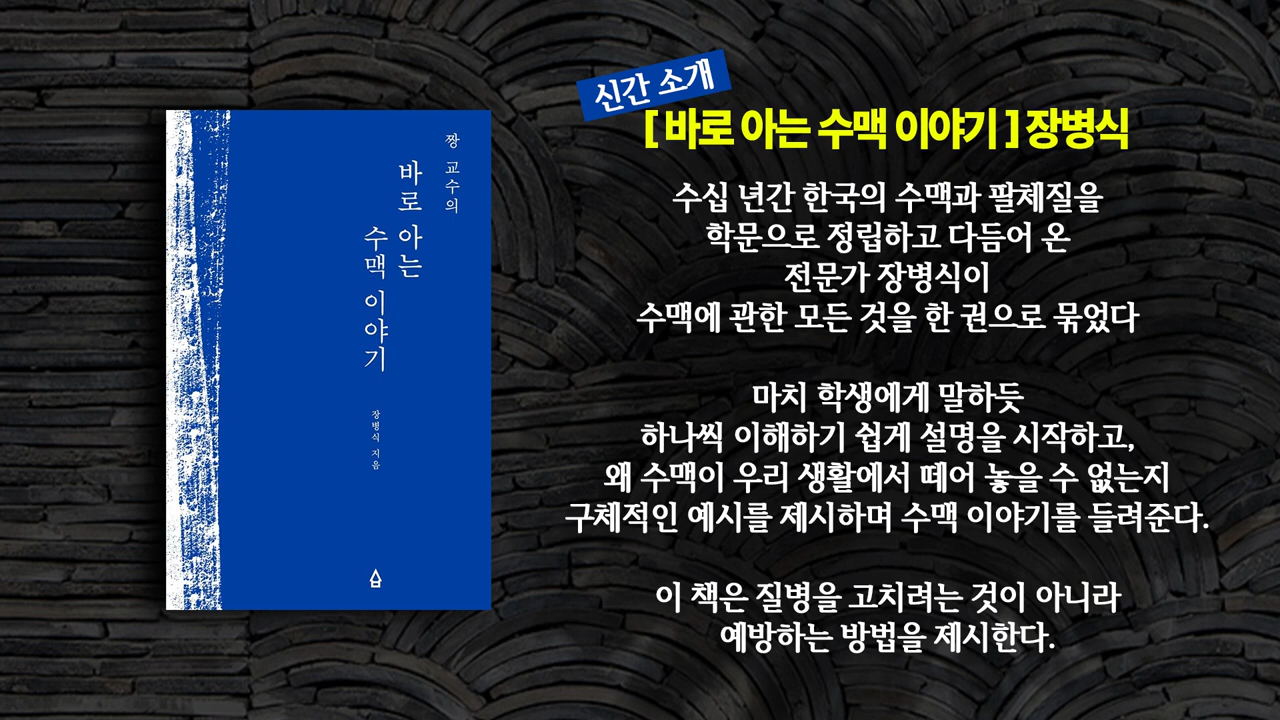 짱 교수의
바로 아는
수맥 이야기
장병식 지음
신간 소개
[ 바로 아는 수맥 이야기 ] 장병식
수십 년간 한국의 수맥과 팔체질을
학문으로 정립하고 다듬어 온
전문가 장병식이
수맥에 관한 모든 것을 한 권으로 묶었다
마치 학생에게 말하듯
하나씩 이해하기 쉽게 설명을 시작하고,
왜 수맥이 우리 생활에서 떼어 놓을 수 없는지
구체적인 예시를 제시하며 수맥 이야기를 들려준다.
이 책은 질병을 고치려는 것이 아니라
예방하는 방법을 제시한다.